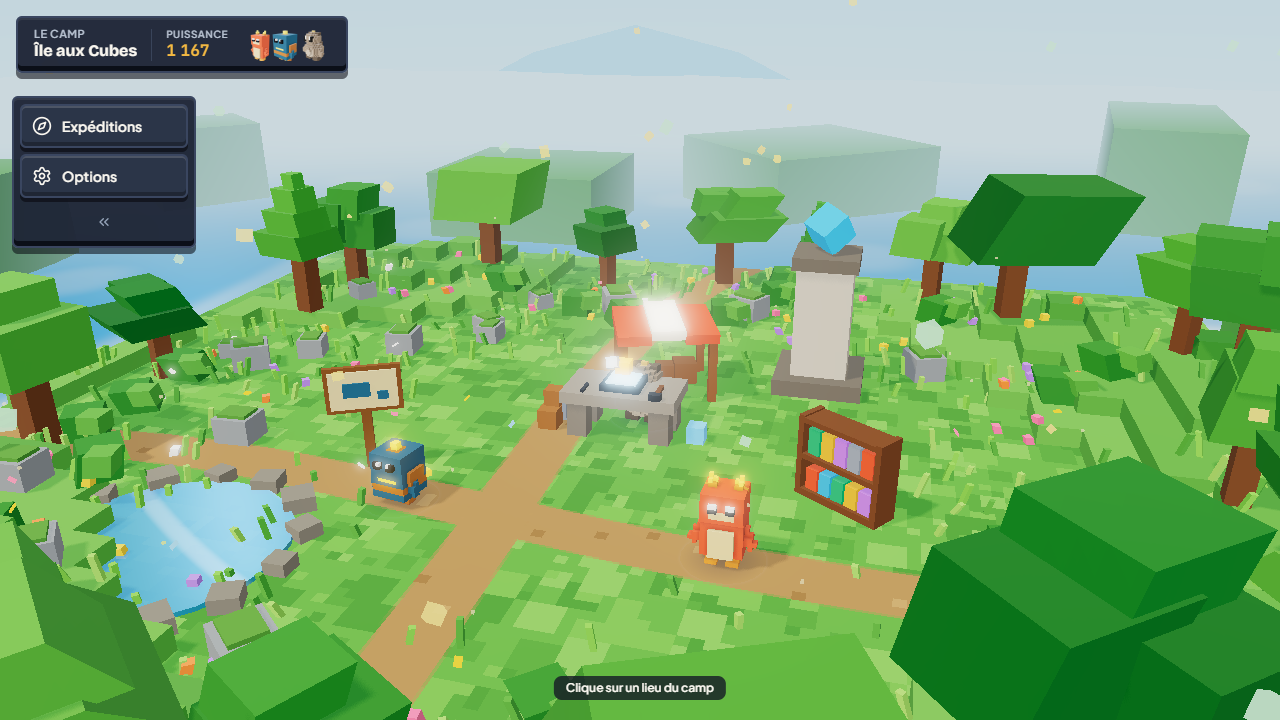 LE CAMP
Île aux Cubes
PUISSANCE
1 167
Expéditions
Options
«
Clique sur un lieu du camp